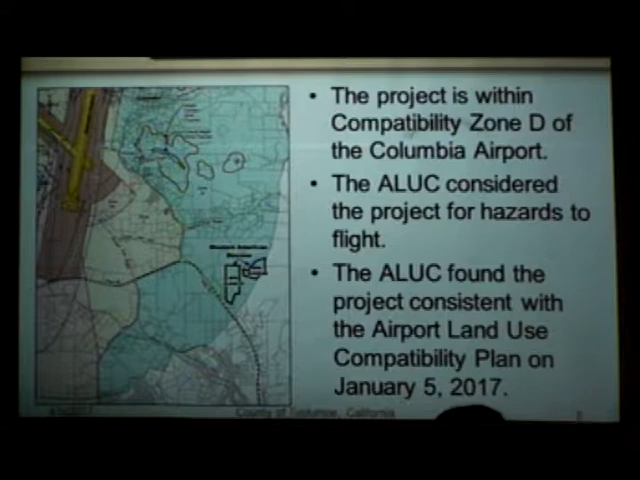 • The project is within
Compatibility Zone D of
the Columbia Airport.
• The ALUC considered
the project for hazards to
flight.
• The ALUC found the
project consistent with
the Airport Land Use
Compatibility Plan on
January 5, 2017.
County of Tuolumne, California